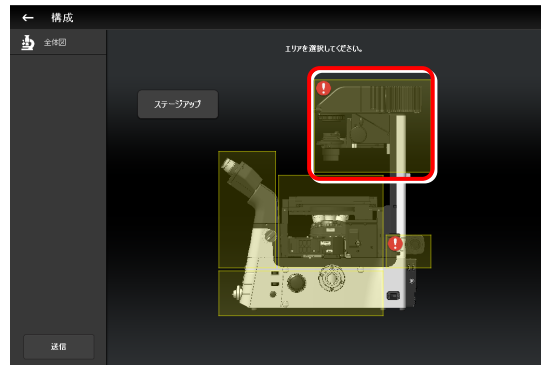 ← 構成
全体図
エリアを選択してください。
ステージアップ
送信